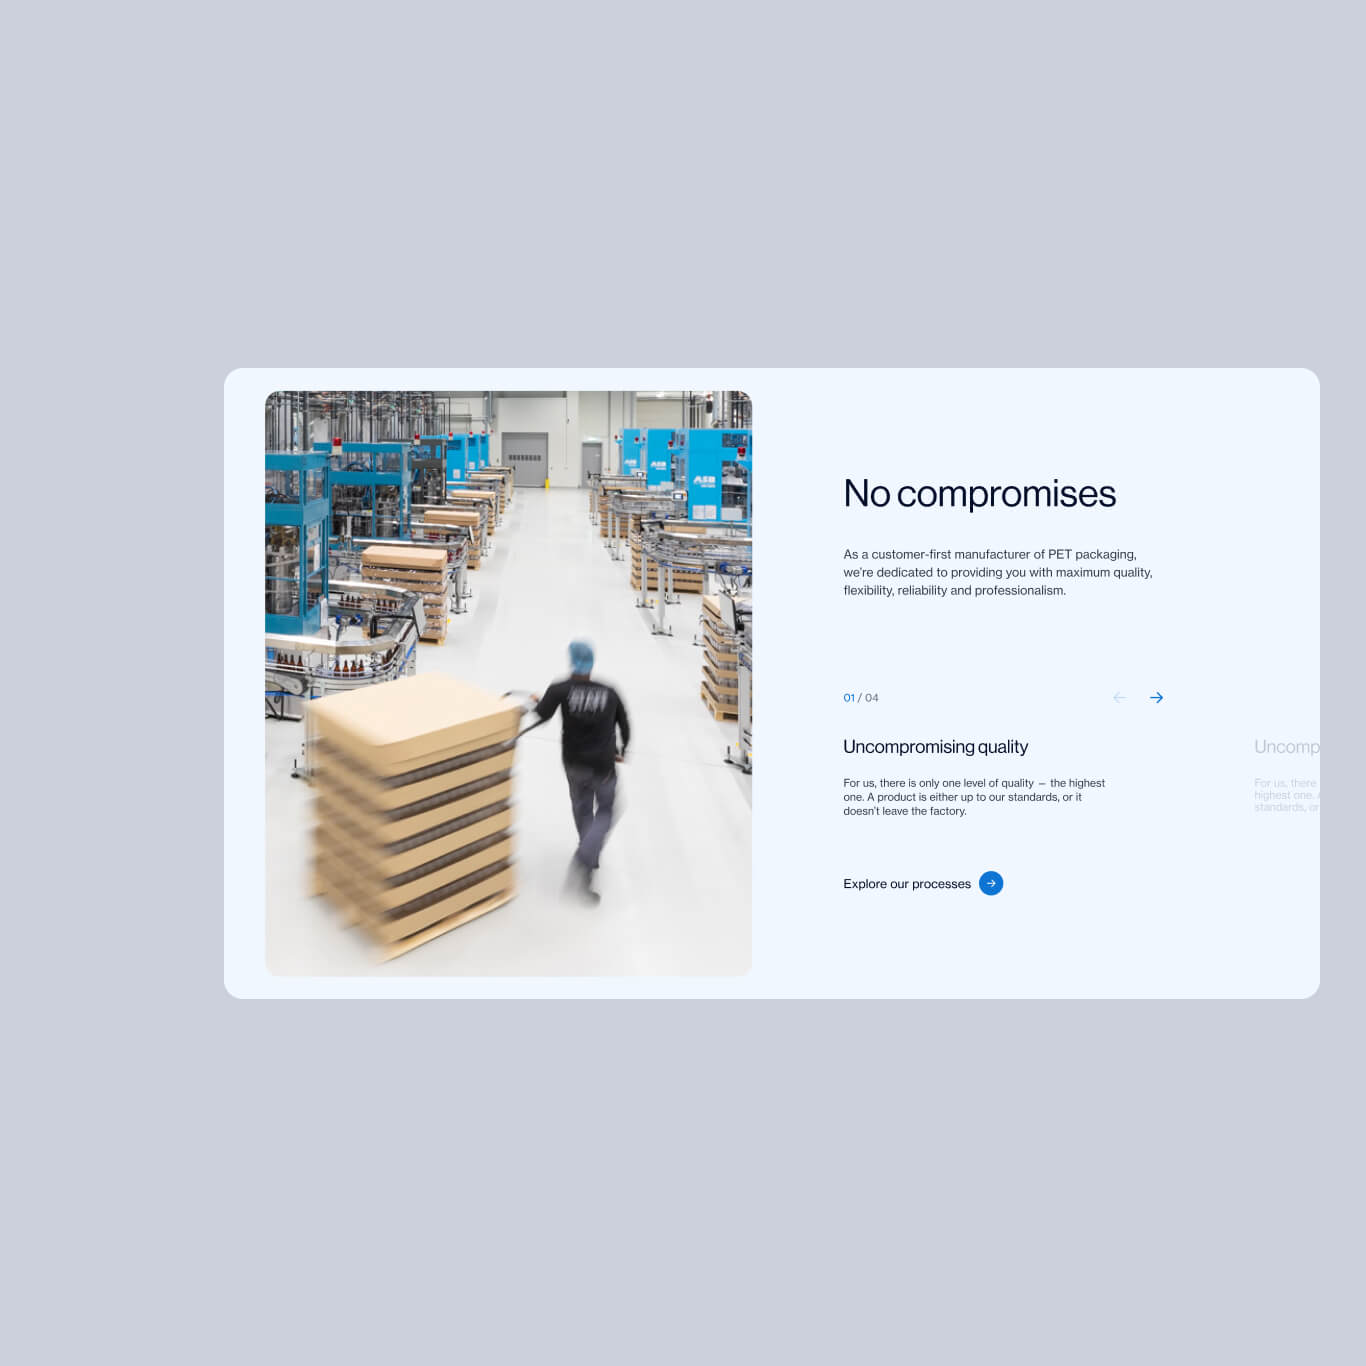 ASB
ASB
No compromises
As a customer-first manufacturer of PET packaging,
we're dedicated to providing you with maximum quality,
flexibility, reliability and professionalism.
01 / 04
Uncompromising quality
For us, there is only one level of quality — the highest
one. A product is either up to our standards, or it
doesn't leave the factory.
Explore our processes
Uncomp
For us, there
highest one.
standards, or